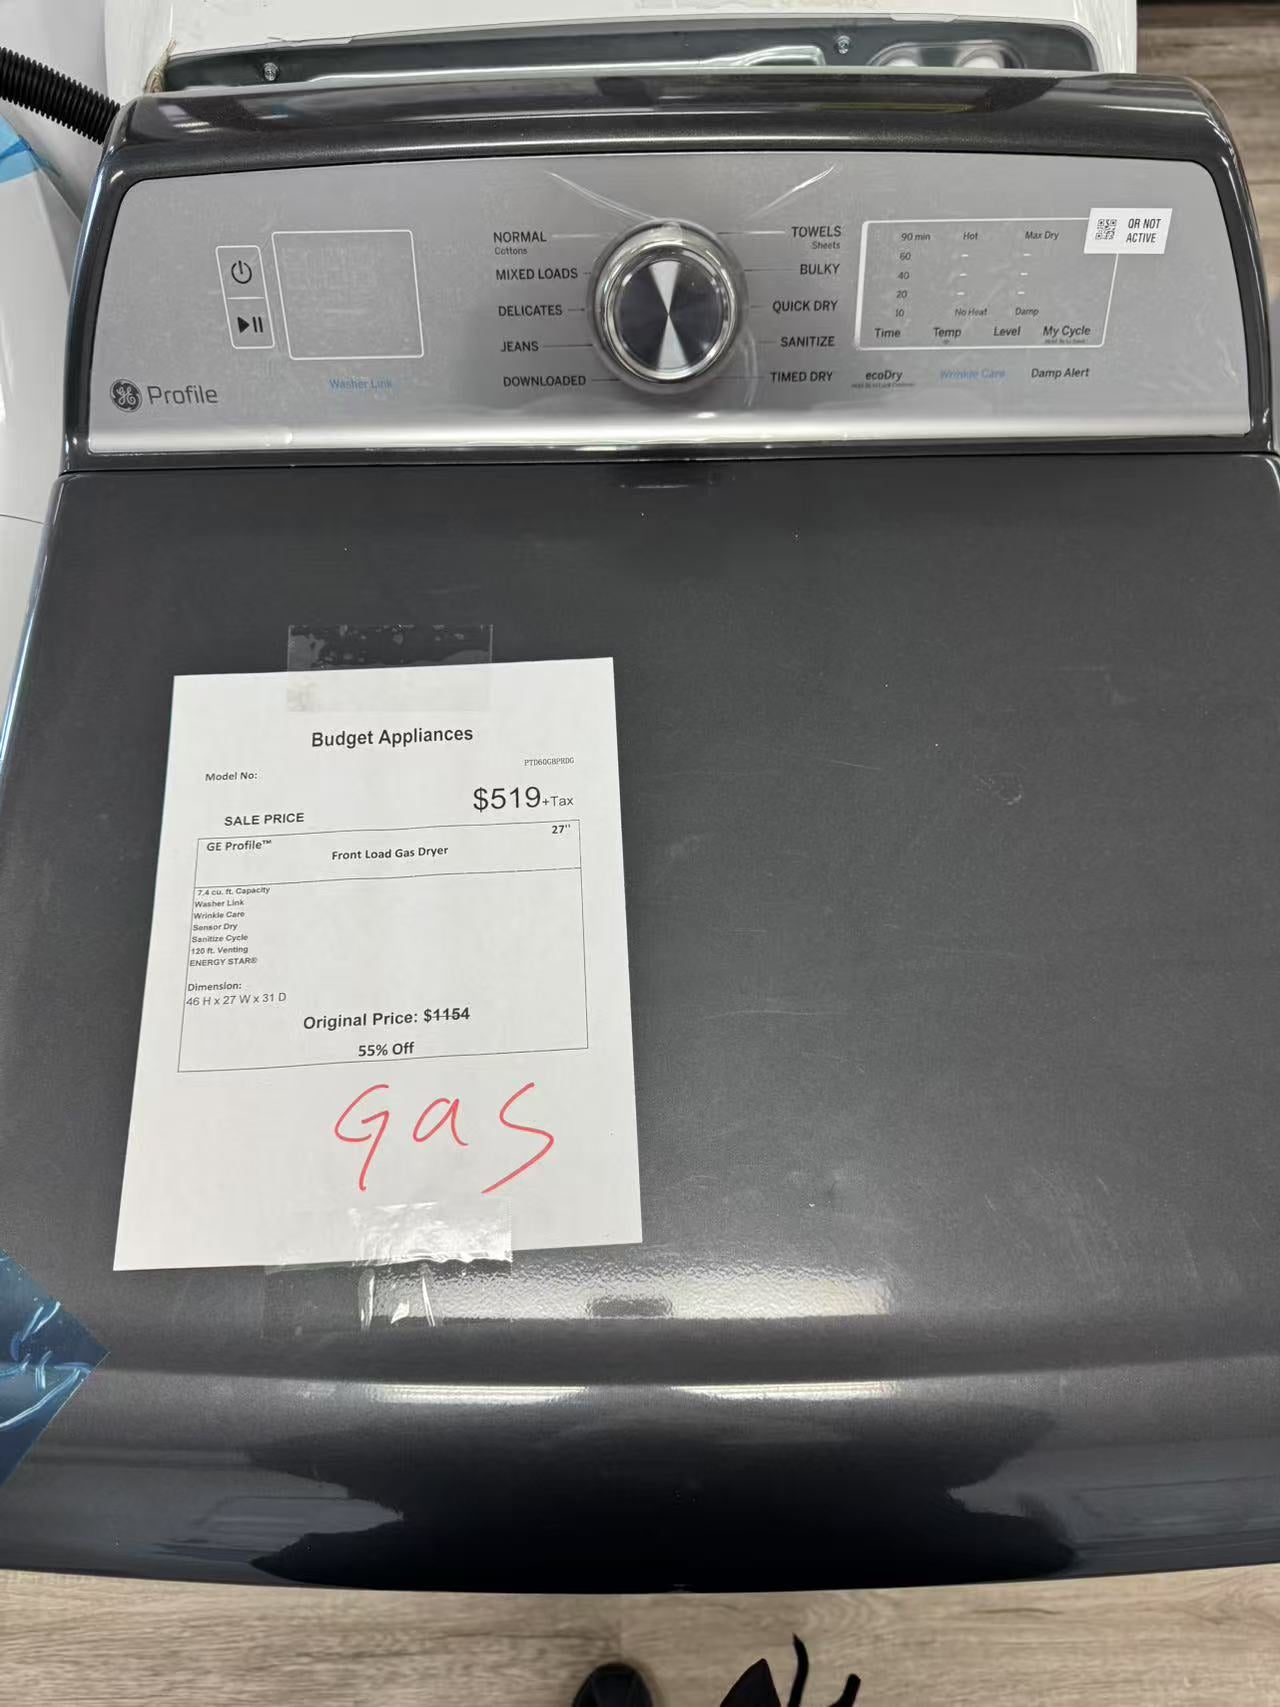 NORMAL
Cottons
MIXED LOADS
DELICATES
JEANS
DOWNLOADED
TOWELS
Sheets
BULKY
QUICK DRY
SANITIZE
TIMED DRY
90 min
60
40
20
10
Time
Hot
No Heat
Temp
Max Dry
Damp
Level
My Cycle
QR NOT
ACTIVE
ecoDry
Wrinkle Care
Damp Alert
GE Profile
Washer Link
Budget Appliances
Model No:
PTD60GBPRDG
SALE PRICE
$519+Tax
GE Profile™
27"
Front Load Gas Dryer
7.4 cu. ft. Capacity
Washer Link
Wrinkle Care
Sensor Dry
Sanitize Cycle
120 ft. Venting
ENERGY STAR®
Dimension:
46 H x 27 W x 31 D
Original Price: $1154
55% Off
Gas